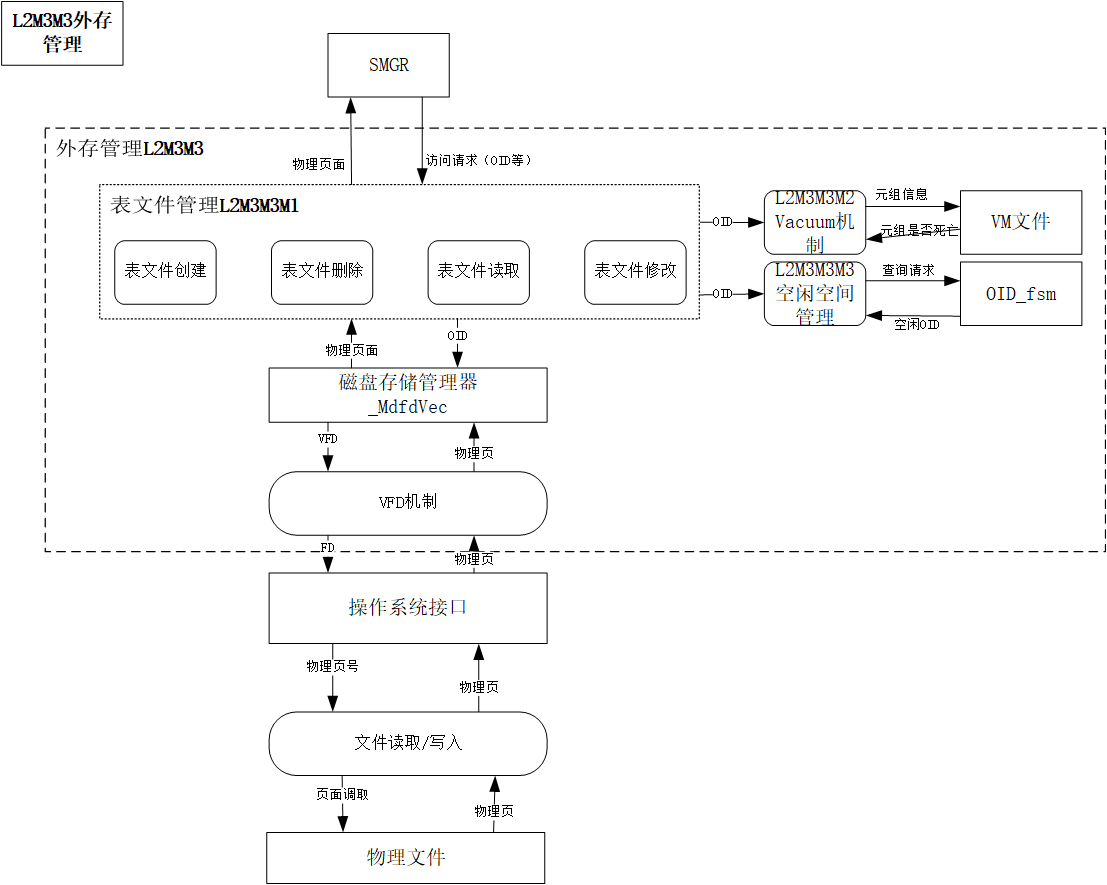 L2M3M3外存
管理
SMGR
外存管理L2M3M3
物理页面
访问请求（OID等）
表文件管理L2M3M3M1
表文件创建
表文件删除
表文件读取
表文件修改
OID
L2M3M3M2
Vacuum机
制
元组信息
元组是否死亡
VM文件
OID
L2M3M3M3
空闲空间
管理
查询请求
空闲OID
OID_fsm
物理页面
OID
磁盘存储管理器
_MdfdVec
VFD
物理页
VFD机制
FD
物理页
操作系统接口
物理页号
物理页
文件读取/写入
页面调取
物理页
物理文件